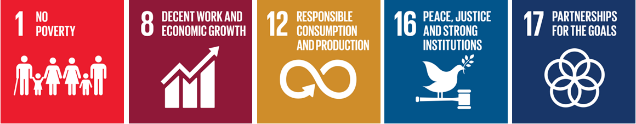 1 NO
POVERTY
8 DECENT WORK AND
ECONOMIC GROWTH
12 RESPONSIBLE
CONSUMPTION
AND PRODUCTION
16 PEACE, JUSTICE
AND STRONG
INSTITUTIONS
17 PARTNERSHIPS
FOR THE GOALS